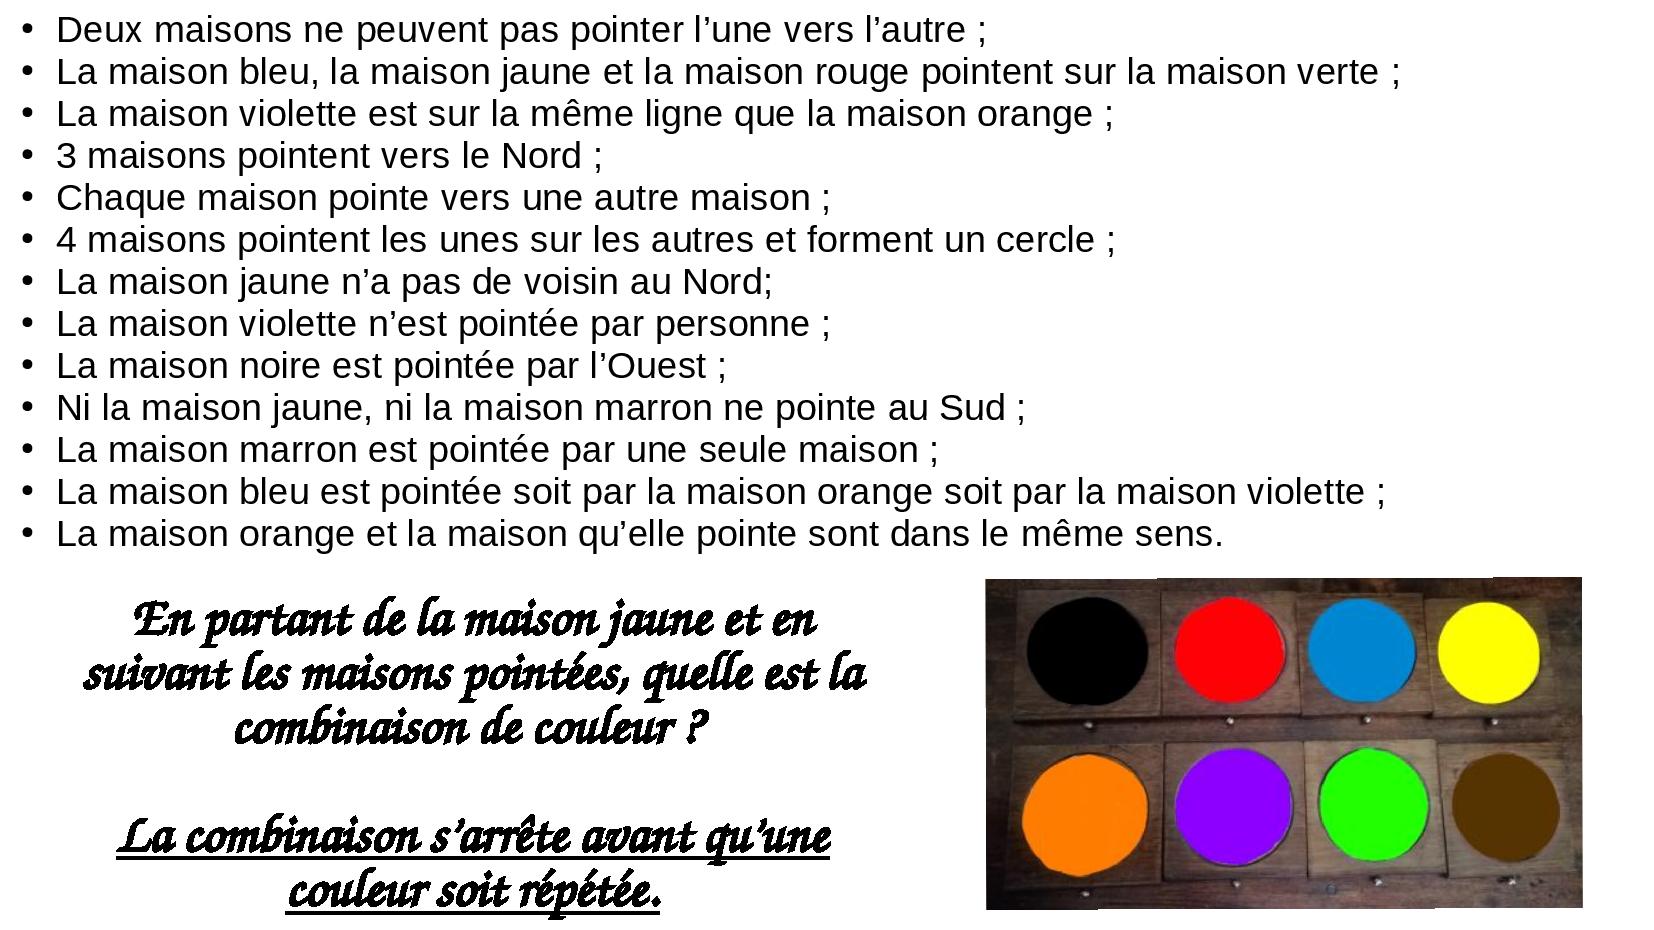 • Deux maisons ne peuvent pas pointer l’une vers l’autre ;
• La maison bleu, la maison jaune et la maison rouge pointent sur la maison verte ;
• La maison violette est sur la même ligne que la maison orange ;
• 3 maisons pointent vers le Nord ;
• Chaque maison pointe vers une autre maison ;
• 4 maisons pointent les unes sur les autres et forment un cercle ;
• La maison jaune n’a pas de voisin au Nord;
• La maison violette n’est pointée par personne ;
• La maison noire est pointée par l’Ouest ;
• Ni la maison jaune, ni la maison marron ne pointe au Sud ;
• La maison marron est pointée par une seule maison ;
• La maison bleu est pointée soit par la maison orange soit par la maison violette ;
• La maison orange et la maison qu’elle pointe sont dans le même sens.
En partant de la maison jaune et en
suivant les maisons pointées, quelle est la
combinaison de couleur ?
La combinaison s’arrête avant qu’une
couleur soit répétée.